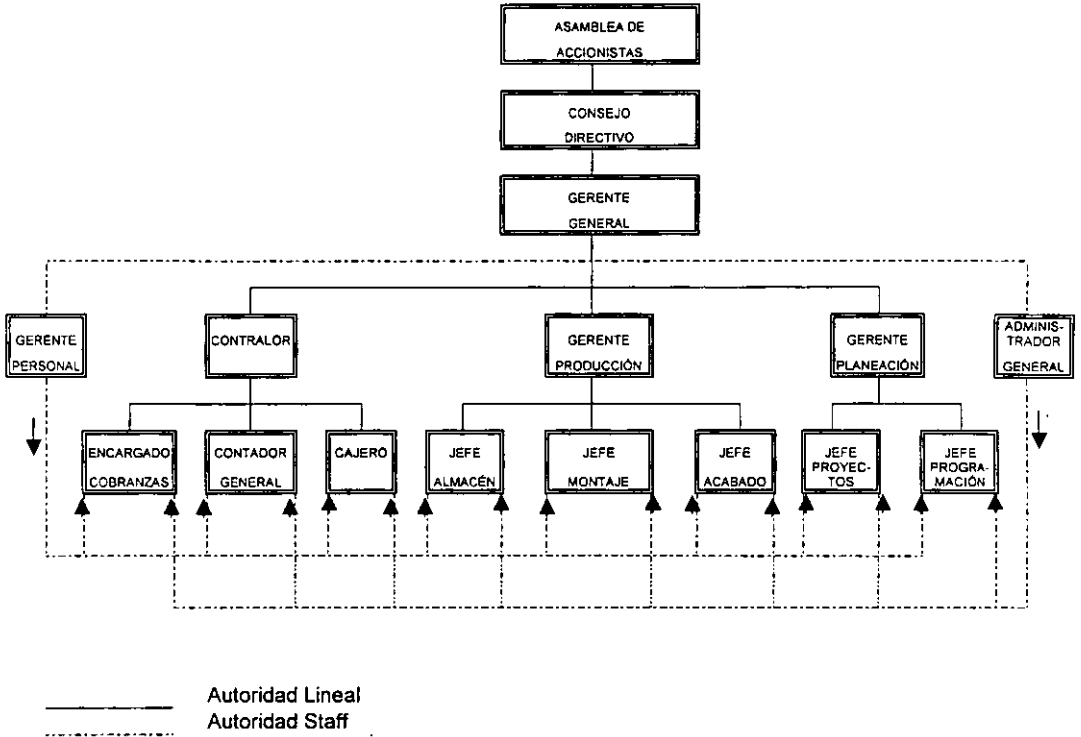 ASAMBLEA DE
ACCIONISTAS
CONSEJO
DIRECTIVO
GERENTE
GENERAL
GERENTE
PERSONAL
CONTRALOR
GERENTE
PRODUCCIÓN
GERENTE
PLANEACIÓN
ADMINIS-
TRADOR
GENERAL
ENCARGADO
COBRANZAS
CONTADOR
GENERAL
CAJERO
JEFE
ALMACÉN
JEFE
MONTAJE
JEFE
ACABADO
JEFE
PROYEC-
TOS
JEFE
PROGRA-
MACIÓN
Autoridad Lineal
Autoridad Staff